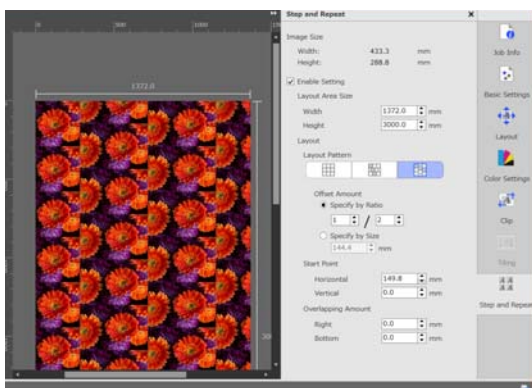 Step and Repeat
Image Size
Width: 433.3 mm
Height: 288.8 mm
Enable Setting
Layout Area Size
Width 1372.0 mm
Height 3000.0 mm
Layout
Layout Pattern
Offset Amount
Specify by Ratio
1 / 2
Specify by Size
144.4 mm
Start Point
Horizontal 149.8 mm
Vertical 0.0 mm
Overlapping Amount
Right 0.0 mm
Bottom 0.0 mm
Job Info
Basic Settings
Layout
Color Settings
Clip
Tiling
Step and Repeat
0 500 1000
1372.0